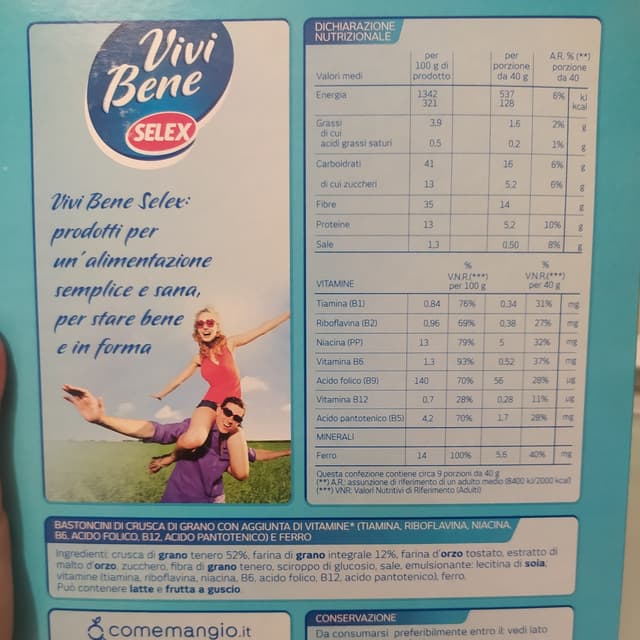 Vivi
Bene
SELEX
Vivi Bene Selex:
prodotti per
un'alimentazione
semplice e sana,
per stare bene
e in forma
DICHIARAZIONE
NUTRIZIONALE
Valori medi per 100 g di prodotto per porzione da 40 g A.R. % (**) porzione da 40
Energia 1342 537 6% kJ
321 128 kcal
Grassi 3,9 1,6 2% g
di cui
acidi grassi saturi 0,5 0,2 1% g
Carboidrati 41 16 6% g
di cui zuccheri 13 5,2 6% g
Fibre 35 14 g
Proteine 13 5,2 10% g
Sale 1,3 0,50 8% g
VITAMINE % V.N.R.(***) per 100 g % V.N.R.(***) per 40 g
Tiamina (B1) 0,84 76% 0,34 31% mg
Riboflavina (B2) 0,96 69% 0,38 27% mg
Niacina (PP) 13 79% 5 32% mg
Vitamina B6 1,3 93% 0,52 37% mg
Acido folico (B9) 140 70% 56 28% µg
Vitamina B12 0,7 28% 0,28 11% µg
Acido pantotenico (B5) 4,2 70% 1,7 28% mg
MINERALI
Ferro 14 100% 5,6 40% mg
Questa confezione contiene circa 9 porzioni da 40 g
(**) A.R.: assunzione di riferimento di un adulto medio (8400 kJ/2000 kcal)
(***) VNR: Valori Nutritivi di Riferimento (Adulti)
BASTONCINI DI CRUSCA DI GRANO CON AGGIUNTA DI VITAMINE* (TIAMINA, RIBOFLAVINA, NIACINA,
B6, ACIDO FOLICO, B12, ACIDO PANTOTENICO) E FERRO
Ingredienti: crusca di grano tenero 52%, farina di grano integrale 12%, farina d'orzo tostato, estratto di
malto d'orzo, zucchero, fibra di grano tenero, sciroppo di glucosio, sale, emulsionante: lecitina di soia;
vitamine (tiamina, riboflavina, niacina, B6, acido folico, B12, acido pantotenico), ferro.
Può contenere latte e frutta a guscio.
comemangio.it
CONSERVAZIONE
Da consumarsi preferibilmente entro il: vedi lato